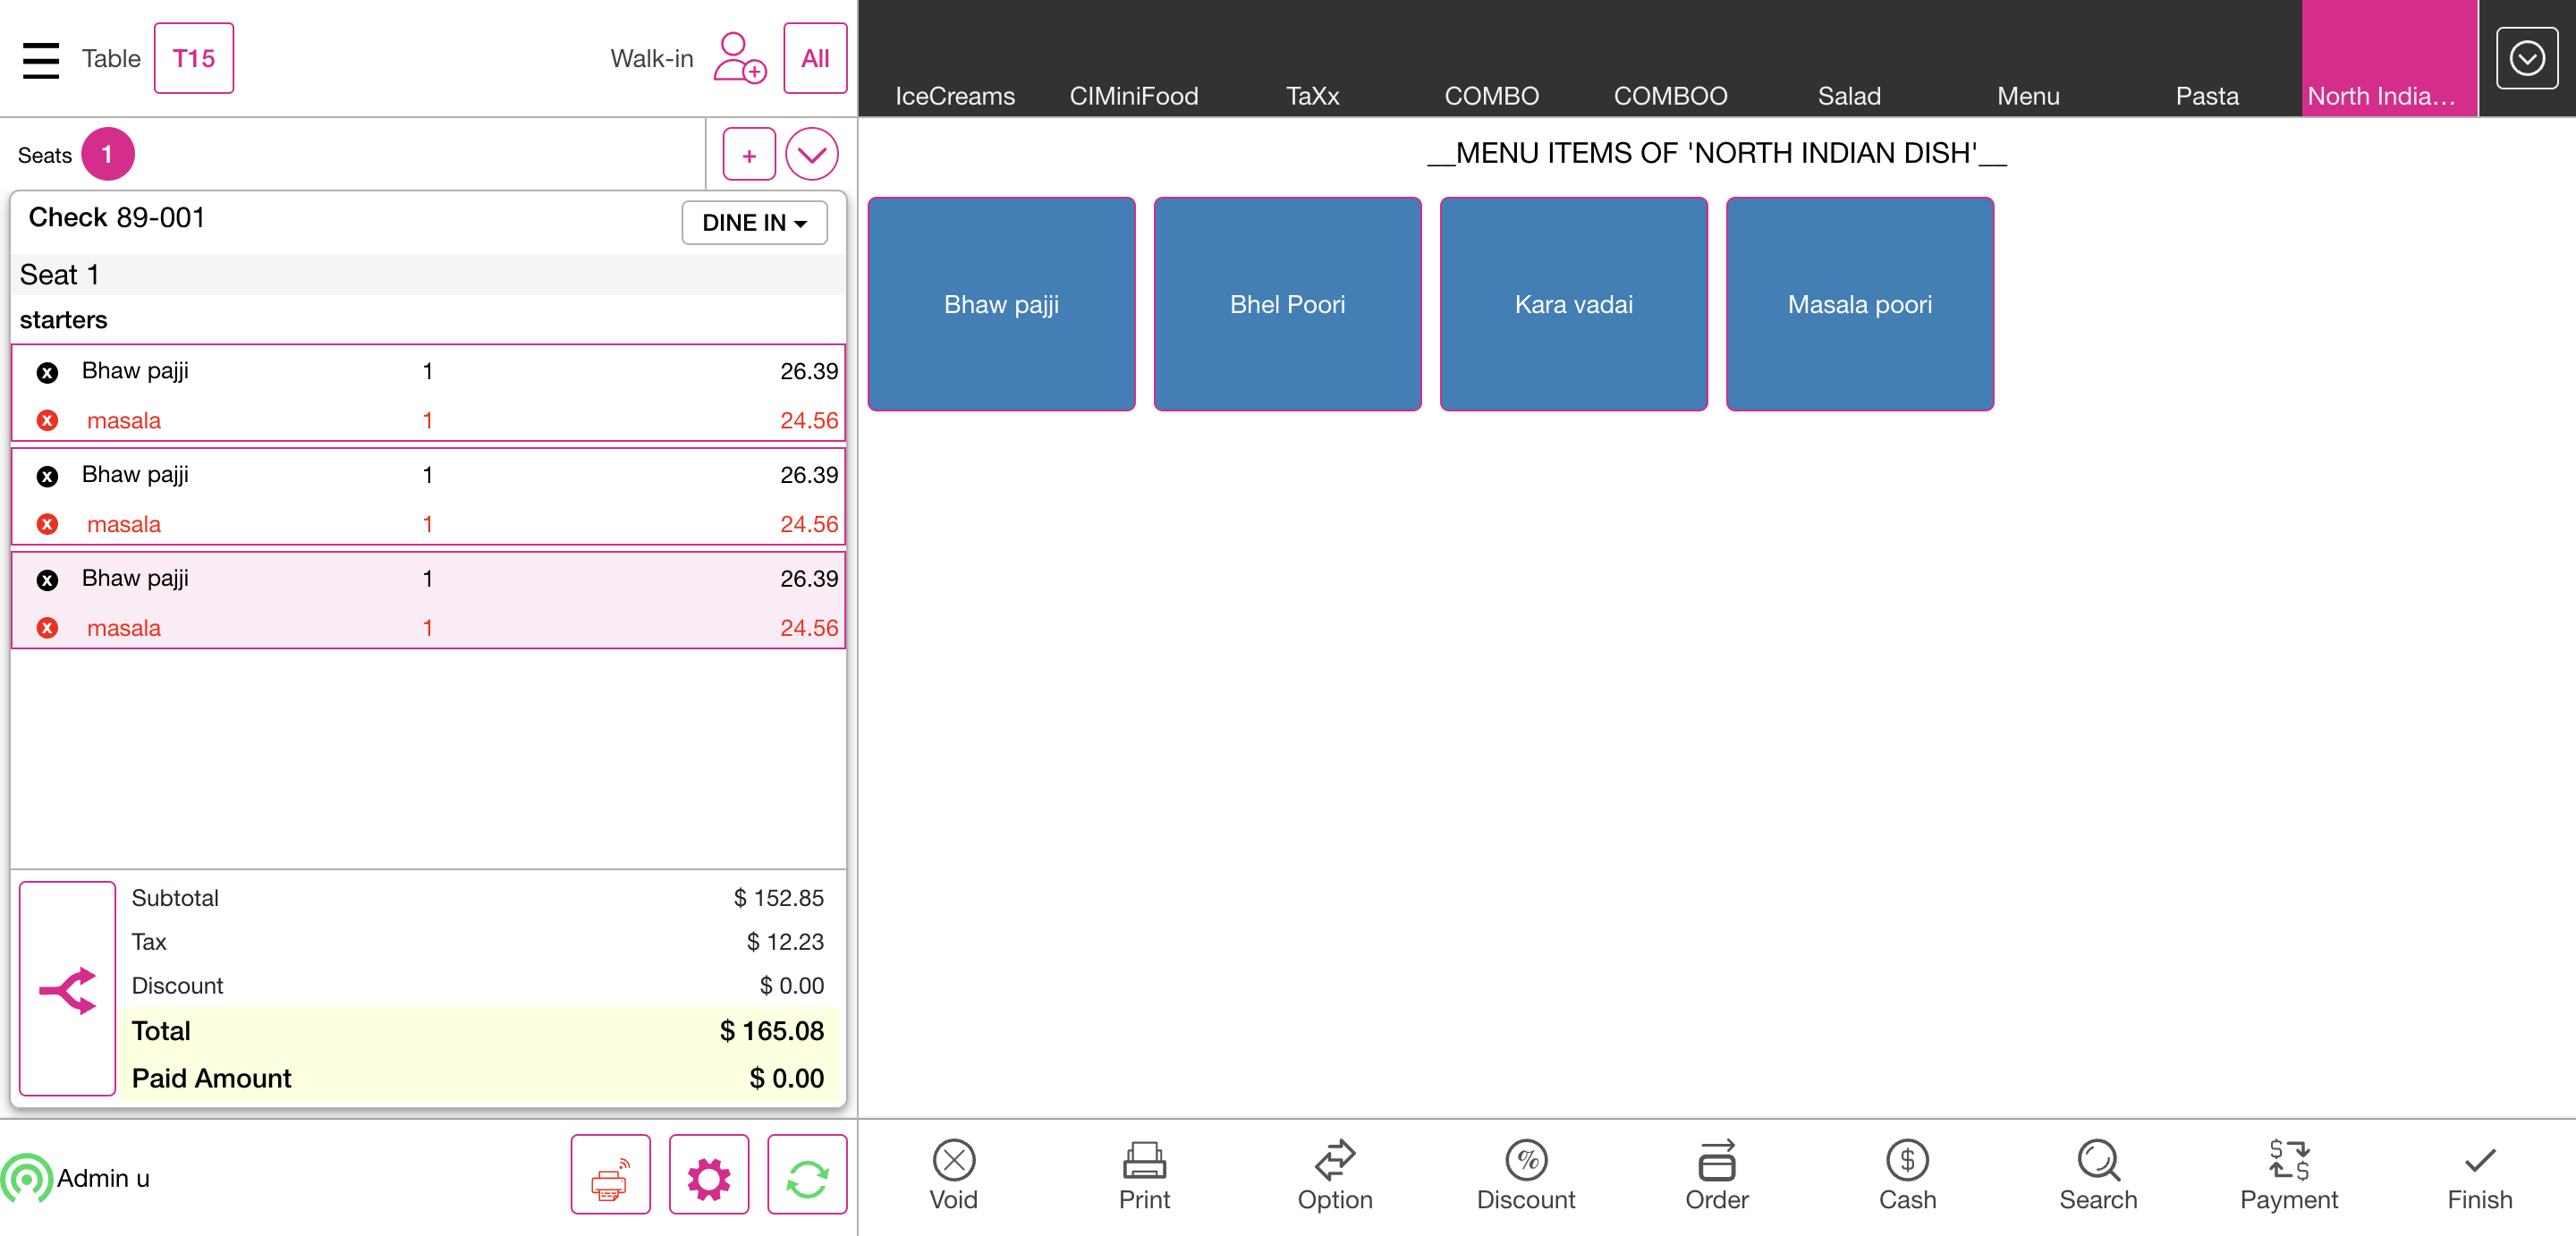 Table T15 Walk-in All
IceCreams CIMiniFood TaXx COMBO COMBOO Salad Menu Pasta North India...
Seats 1 +
Check 89-001 DINE IN
Seat 1
starters
x Bhaw pajji 1 26.39
x masala 1 24.56
x Bhaw pajji 1 26.39
x masala 1 24.56
x Bhaw pajji 1 26.39
x masala 1 24.56
Subtotal $ 152.85
Tax $ 12.23
Discount $ 0.00
Total $ 165.08
Paid Amount $ 0.00
Admin u
__MENU ITEMS OF 'NORTH INDIAN DISH'__
Bhaw pajji Bhel Poori Kara vadai Masala poori
Void Print Option Discount Order Cash Search Payment Finish